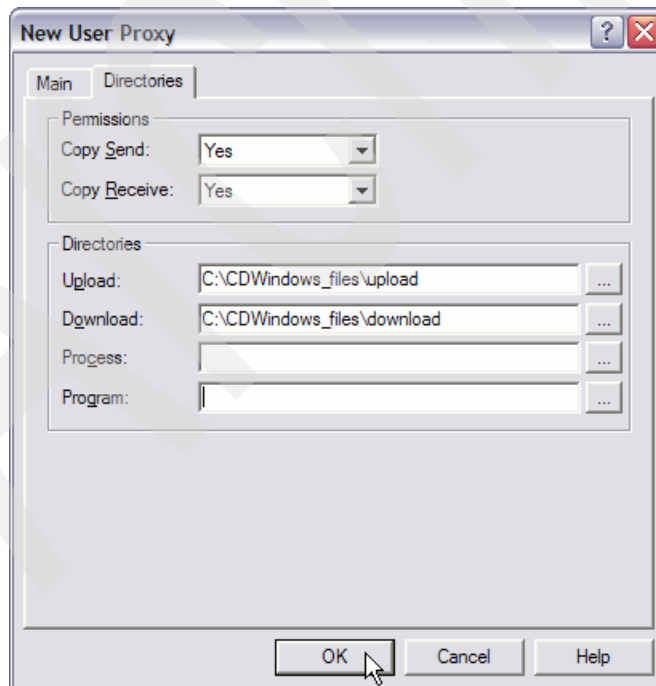 New User Proxy
Main Directories
Permissions
Copy Send: Yes
Copy Receive: Yes
Directories
Upload: C:\CDWindows_files\upload ...
Download: C:\CDWindows_files\download ...
Process: ...
Program: ...
OK Cancel Help